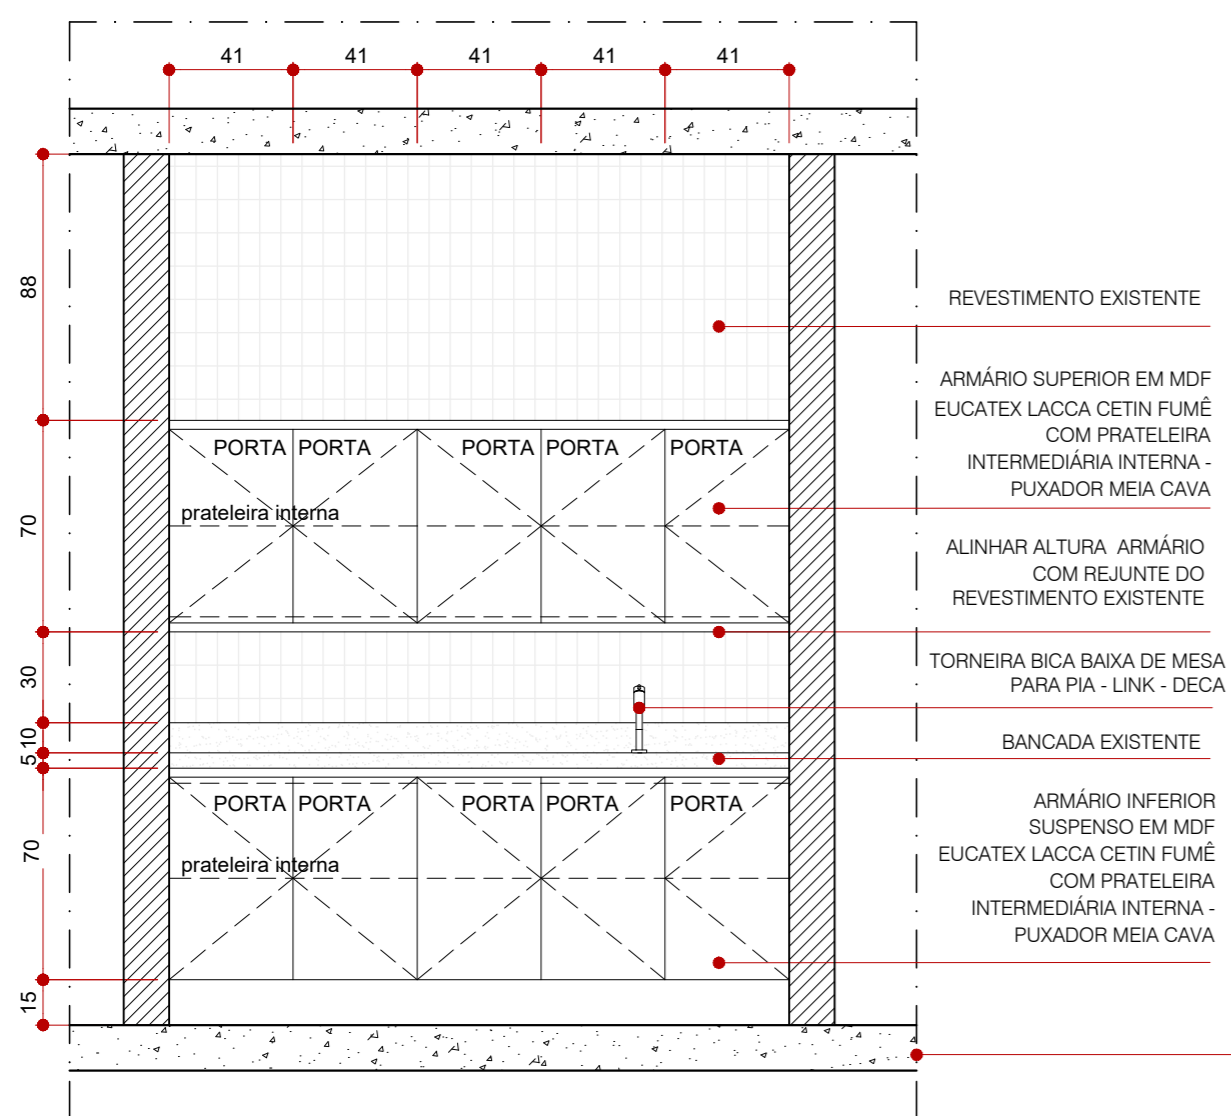 41
41
41
41
41
88
70
30
10
5
70
15
REVESTIMENTO EXISTENTE
ARMÁRIO SUPERIOR EM MDF
EUCATEX LACCA CETIN FUMÊ
COM PRATELEIRA
INTERMEDIÁRIA INTERNA -
PUXADOR MEIA CAVA
PORTA
PORTA
PORTA
PORTA
PORTA
prateleira interna
ALINHAR ALTURA ARMÁRIO
COM REJUNTE DO
REVESTIMENTO EXISTENTE
TORNEIRA BICA BAIXA DE MESA
PARA PIA - LINK - DECA
BANCADA EXISTENTE
PORTA
PORTA
PORTA
PORTA
PORTA
prateleira interna
ARMÁRIO INFERIOR
SUSPENSO EM MDF
EUCATEX LACCA CETIN FUMÊ
COM PRATELEIRA
INTERMEDIÁRIA INTERNA -
PUXADOR MEIA CAVA